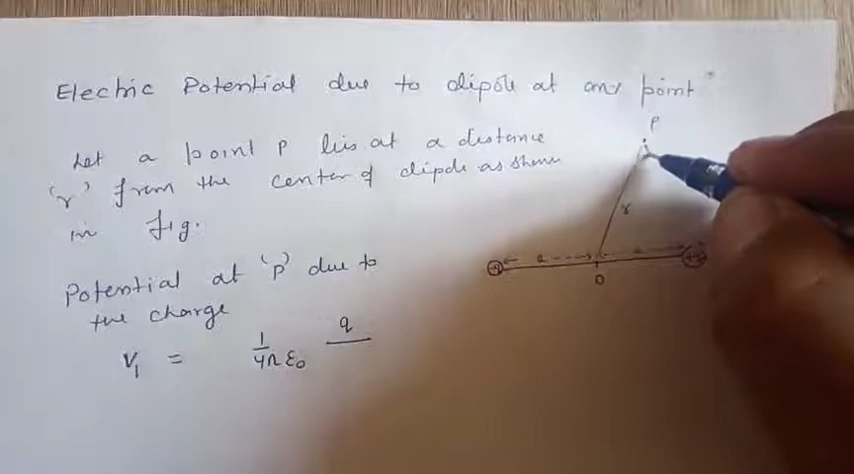 Electric Potential due to dipole at any point
Let a point P lis at a distance
'r' from the center of dipole as shown
in fig.
Potential at 'P' due to
the charge
V₁ = 1/4πε₀ q
P
r
a a
-q +q
O